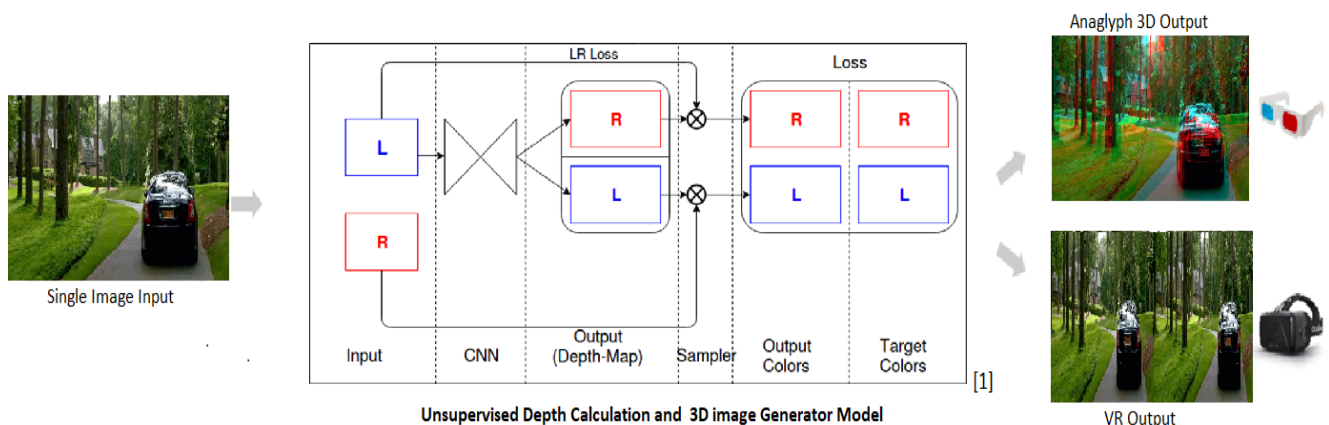 Single Image Input
LR Loss
L
R
R
L
Loss
R
R
L
L
Input
CNN
Output
(Depth-Map)
Sampler
Output
Colors
Target
Colors
[1]
Unsupervised Depth Calculation and 3D image Generator Model
Anaglyph 3D Output
VR Output